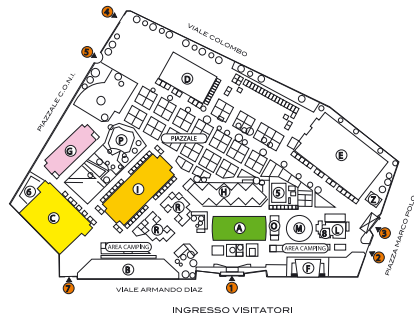 4
VIALE COLOMBO
5
PIAZZALE C.O.N.I.
D
P
PIAZZALE
G
C
E
I
H
S
Z
6
C
R
R
A
O
M
8
L
3
PIAZZA MARCO POLO
AREA CAMPING
AREA CAMPING
2
B
F
7
VIALE ARMANDO DIAZ
1
INGRESSO VISITATORI